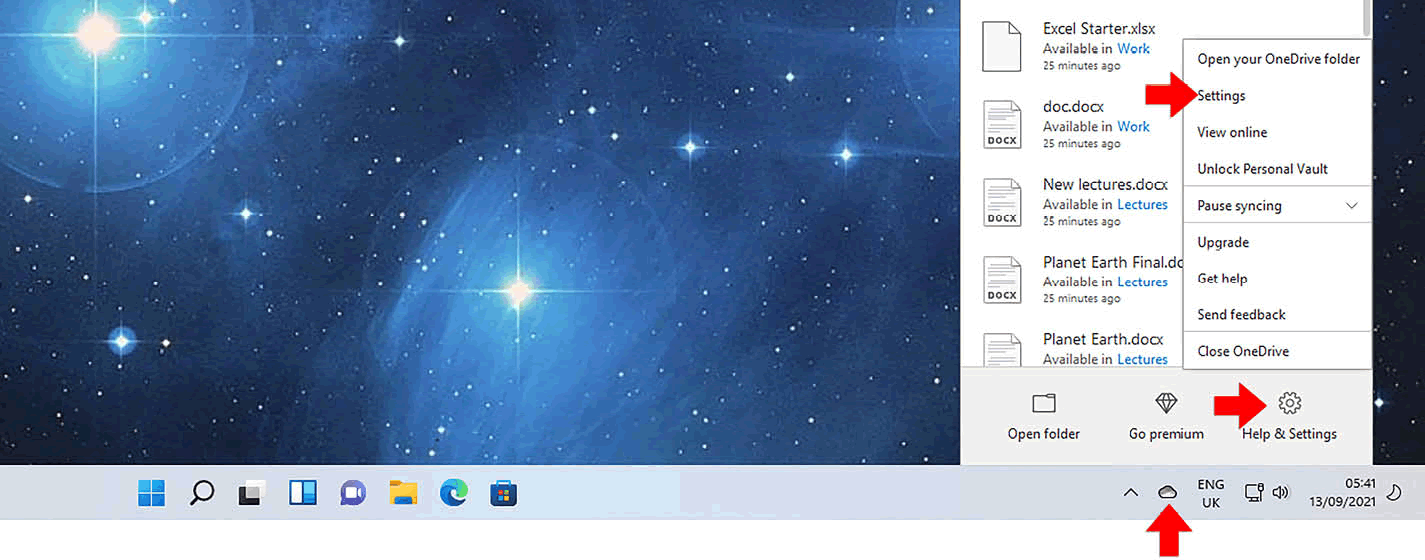 Excel Starter.xlsx
Available in Work
25 minutes ago
doc.docx
Available in Work
25 minutes ago
DOCX
New lectures.docx
Available in Lectures
25 minutes ago
DOCX
Planet Earth Final.dc
Available in Lectures
25 minutes ago
DOCX
Planet Earth.docx
Available in Lectures
Open your OneDrive folder
Settings
View online
Unlock Personal Vault
Pause syncing
Upgrade
Get help
Send feedback
Close OneDrive
Open folder
Go premium
Help & Settings
ENG
UK
05:41
13/09/2021